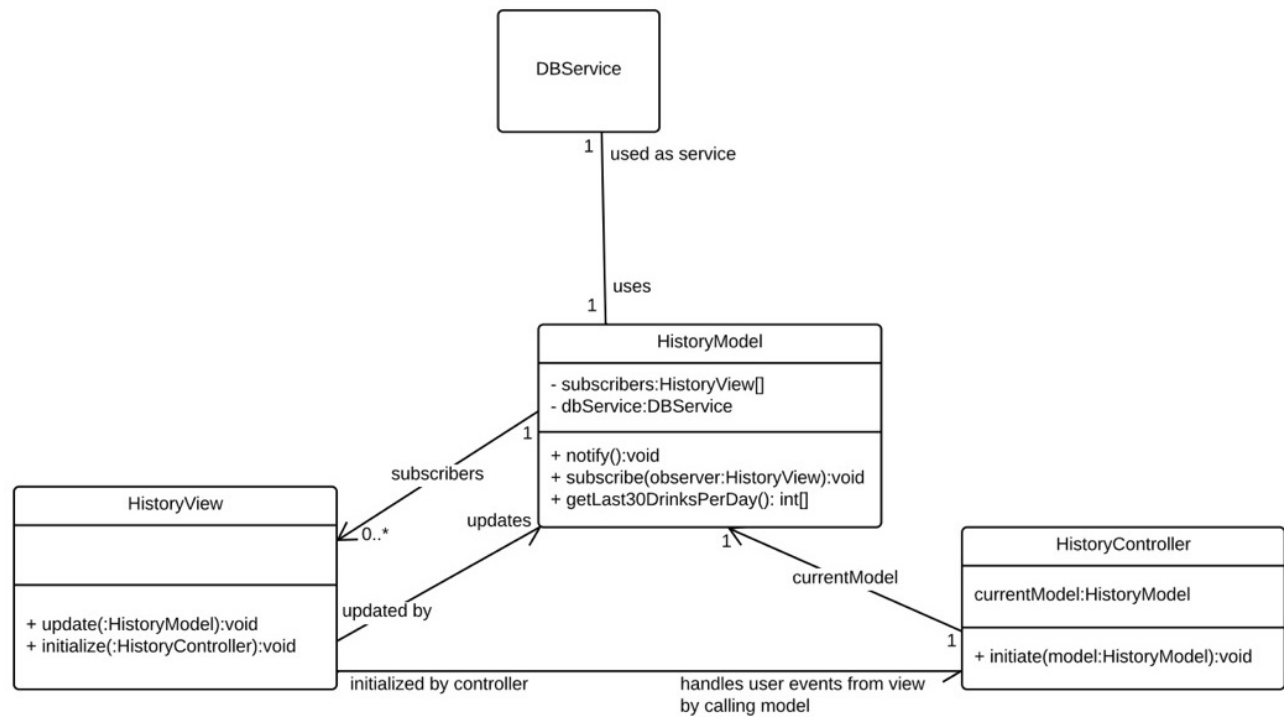 DBService
1
used as service
uses
1
HistoryModel
- subscribers:HistoryView[]
- dbService:DBService
+ notify():void
+ subscribe(observer:HistoryView):void
+ getLast30DrinksPerDay(): int[]
1
subscribers
0..*
updates
updated by
HistoryView
+ update(:HistoryModel):void
+ initialize(:HistoryController):void
1
currentModel
1
HistoryController
currentModel:HistoryModel
+ initiate(model:HistoryModel):void
initialized by controller
handles user events from view
by calling model